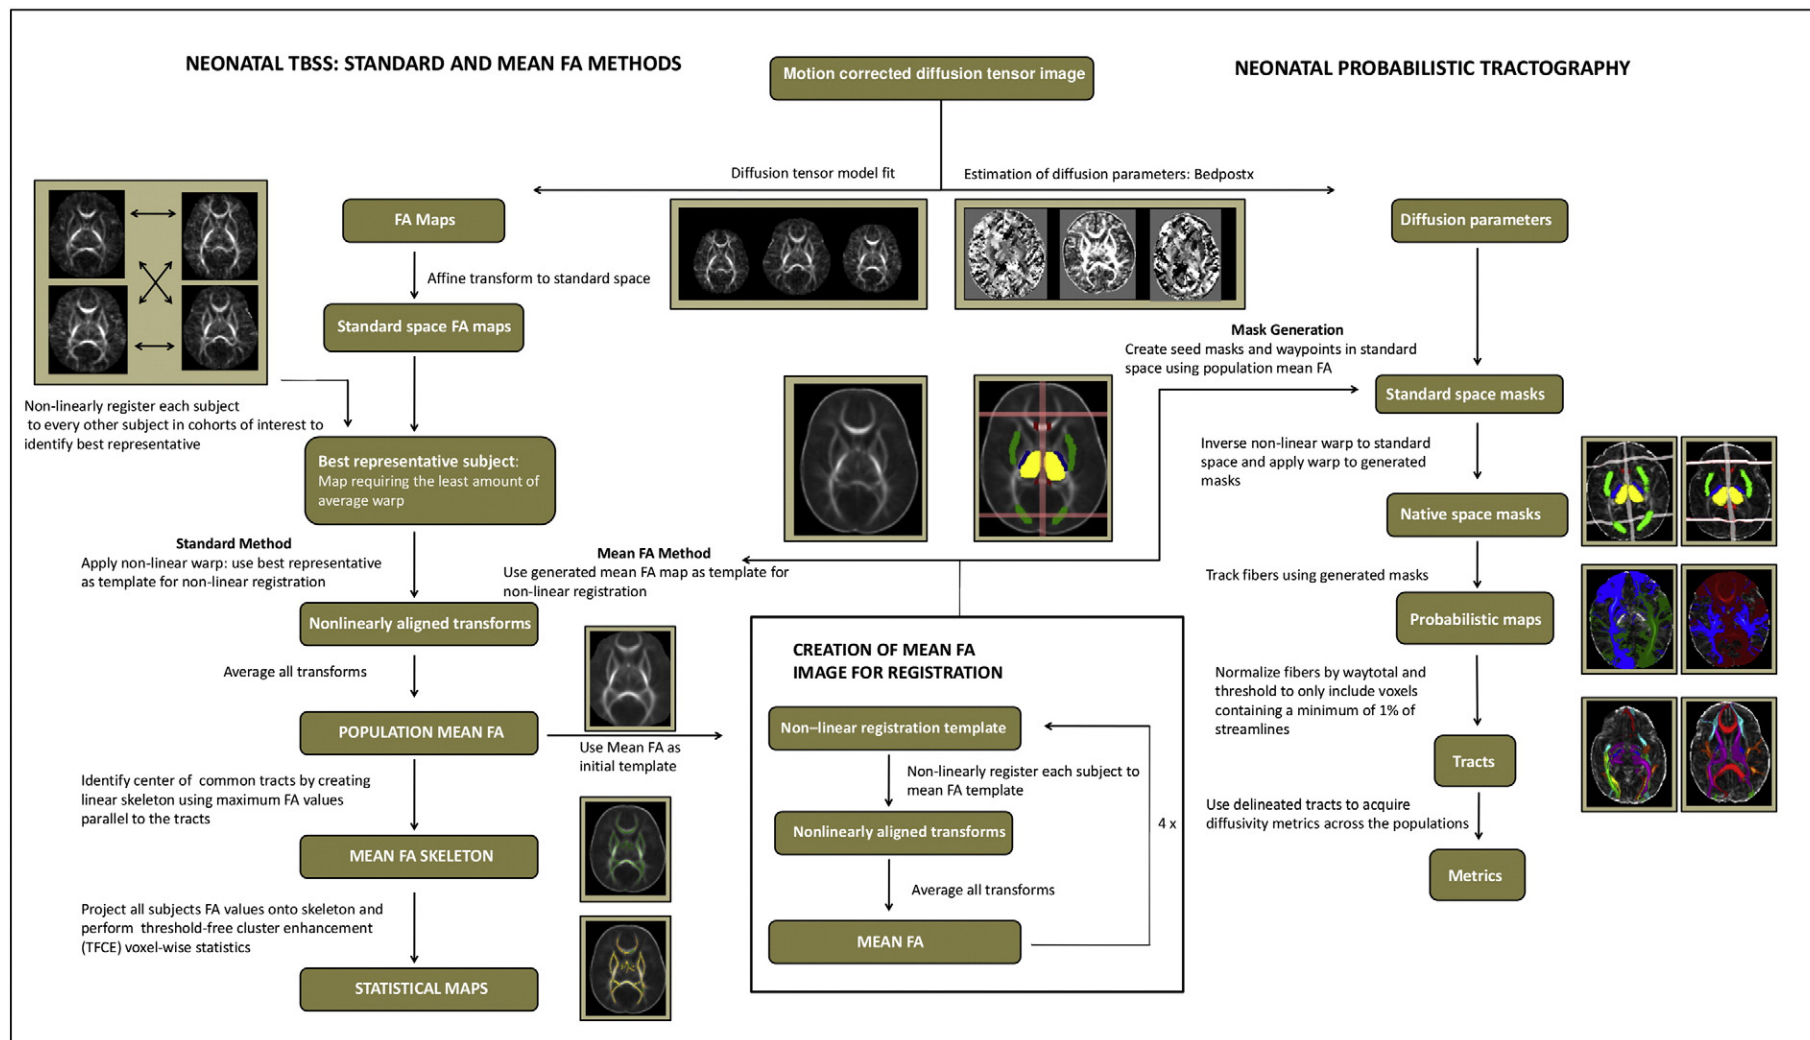 NEONATAL TBSS: STANDARD AND MEAN FA METHODS
Motion corrected diffusion tensor image
NEONATAL PROBABILISTIC TRACTOGRAPHY
Diffusion tensor model fit
Estimation of diffusion parameters: Bedpostx
FA Maps
Affine transform to standard space
Standard space FA maps
Non-linearly register each subject
to every other subject in cohorts of interest to
identify best representative
Best representative subject:
Map requiring the least amount of
average warp
Standard Method
Apply non-linear warp: use best representative
as template for non-linear registration
Nonlinearly aligned transforms
Average all transforms
POPULATION MEAN FA
Use Mean FA as
initial template
Identify center of common tracts by creating
linear skeleton using maximum FA values
parallel to the tracts
MEAN FA SKELETON
Project all subjects FA values onto skeleton and
perform threshold-free cluster enhancement
(TFCE) voxel-wise statistics
STATISTICAL MAPS
Mean FA Method
Use generated mean FA map as template for
non-linear registration
CREATION OF MEAN FA
IMAGE FOR REGISTRATION
Non–linear registration template
Non-linearly register each subject to
mean FA template
Nonlinearly aligned transforms
4 x
Average all transforms
MEAN FA
Diffusion parameters
Mask Generation
Create seed masks and waypoints in standard
space using population mean FA
Standard space masks
Inverse non-linear warp to standard
space and apply warp to generated
masks
Native space masks
Track fibers using generated masks
Probabilistic maps
Normalize fibers by waytotal and
threshold to only include voxels
containing a minimum of 1% of
streamlines
Tracts
Use delineated tracts to acquire
diffusivity metrics across the populations
Metrics